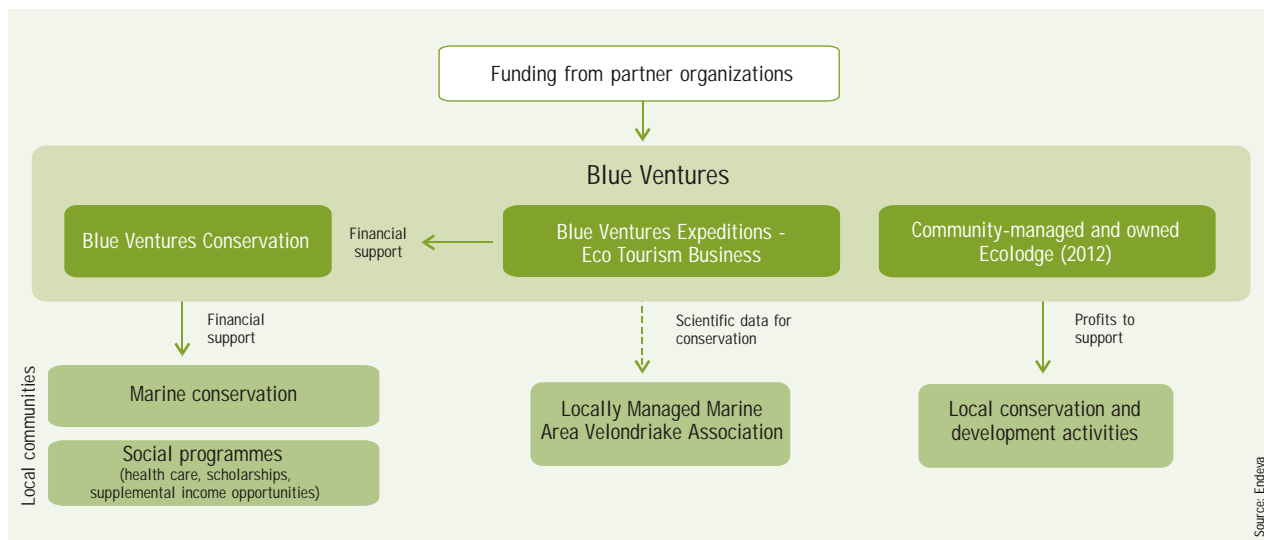 Funding from partner organizations
Blue Ventures
Blue Ventures Conservation
Financial
support
Blue Ventures Expeditions -
Eco Tourism Business
Community-managed and owned
Ecolodge (2012)
Financial
support
Scientific data for
conservation
Profits to
support
Local communities
Marine conservation
Social programmes
(health care, scholarships,
supplemental income opportunities)
Locally Managed Marine
Area Velondriake Association
Local conservation and
development activities
Source: Endeva